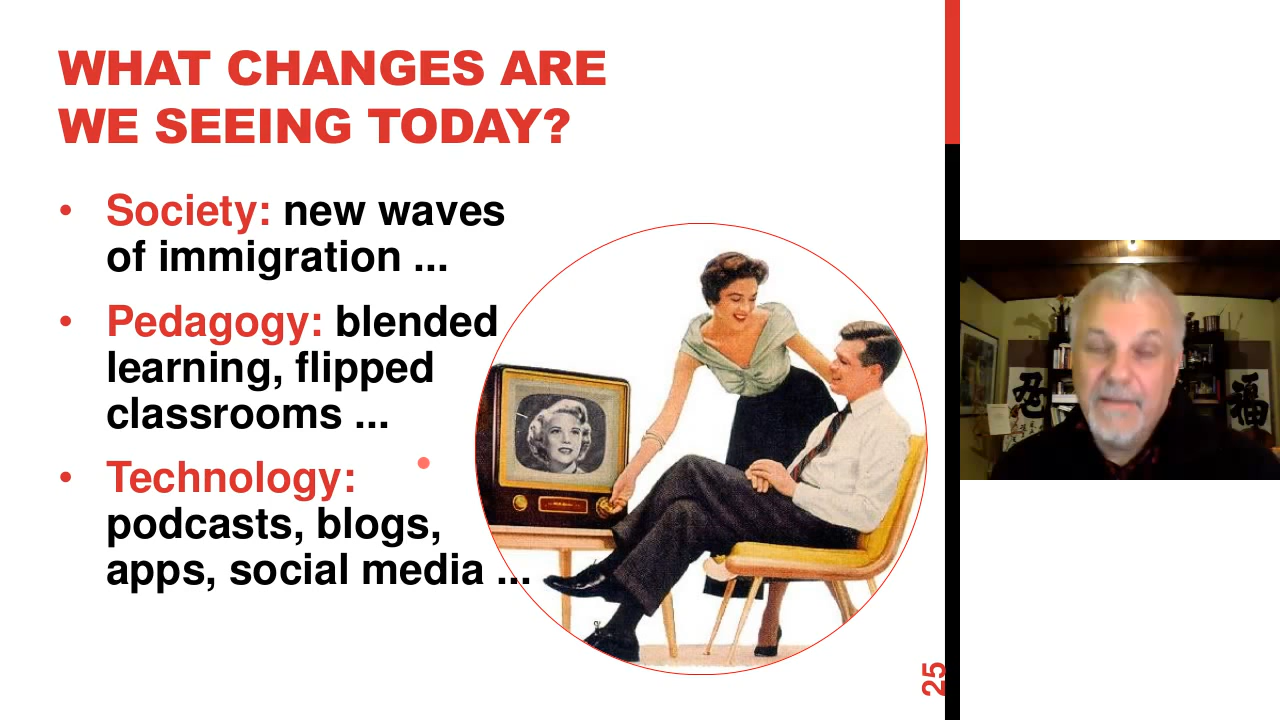 WHAT CHANGES ARE
WE SEEING TODAY?
• Society: new waves
of immigration ...
• Pedagogy: blended
learning, flipped
classrooms ...
• Technology:
podcasts, blogs,
apps, social media ...
25
福